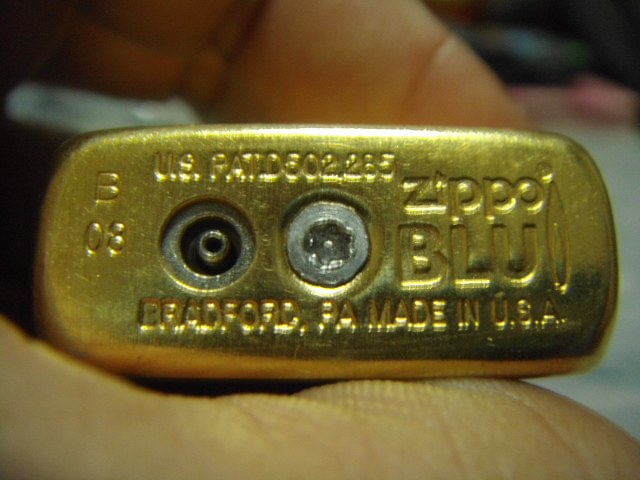 B
08
U.S. PAT.D502,285
zippo
BLU
BRADFORD, PA MADE IN U.S.A.